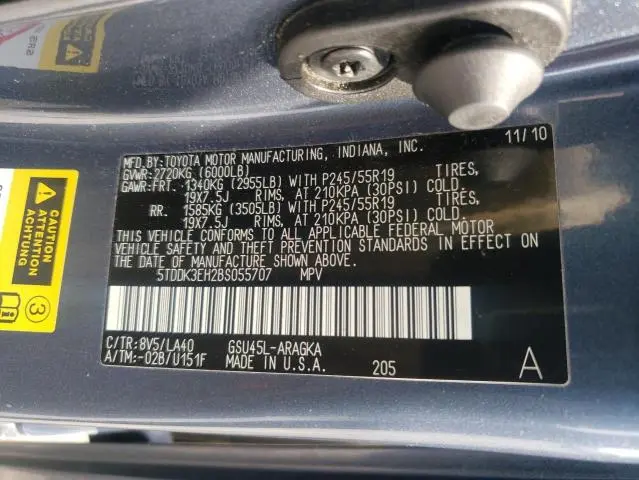 11/10
MFD.BY:TOYOTA MOTOR MANUFACTURING, INDIANA, INC.
GVWR:2720KG (6000LB)
GAWR:FRT. 1340KG (2955LB) WITH P245/55R19 TIRES,
19X7.5J RIMS, AT 210KPA (30PSI) COLD.
RR. 1585KG (3505LB) WITH P245/55R19 TIRES,
19X7.5J RIMS, AT 210KPA (30PSI) COLD.
THIS VEHICLE CONFORMS TO ALL APPLICABLE FEDERAL MOTOR
VEHICLE SAFETY AND THEFT PREVENTION STANDARDS IN EFFECT ON
THE DATE OF MANUFACTURE SHOWN ABOVE.
5TDDK3EH2BS055707 MPV
C/TR:8V5/LA40 GSU45L-ARAGKA
A/TM:-02B/U151F MADE IN U.S.A. 205 A
CAUTION
ATTENTION
ACHTUNG
3